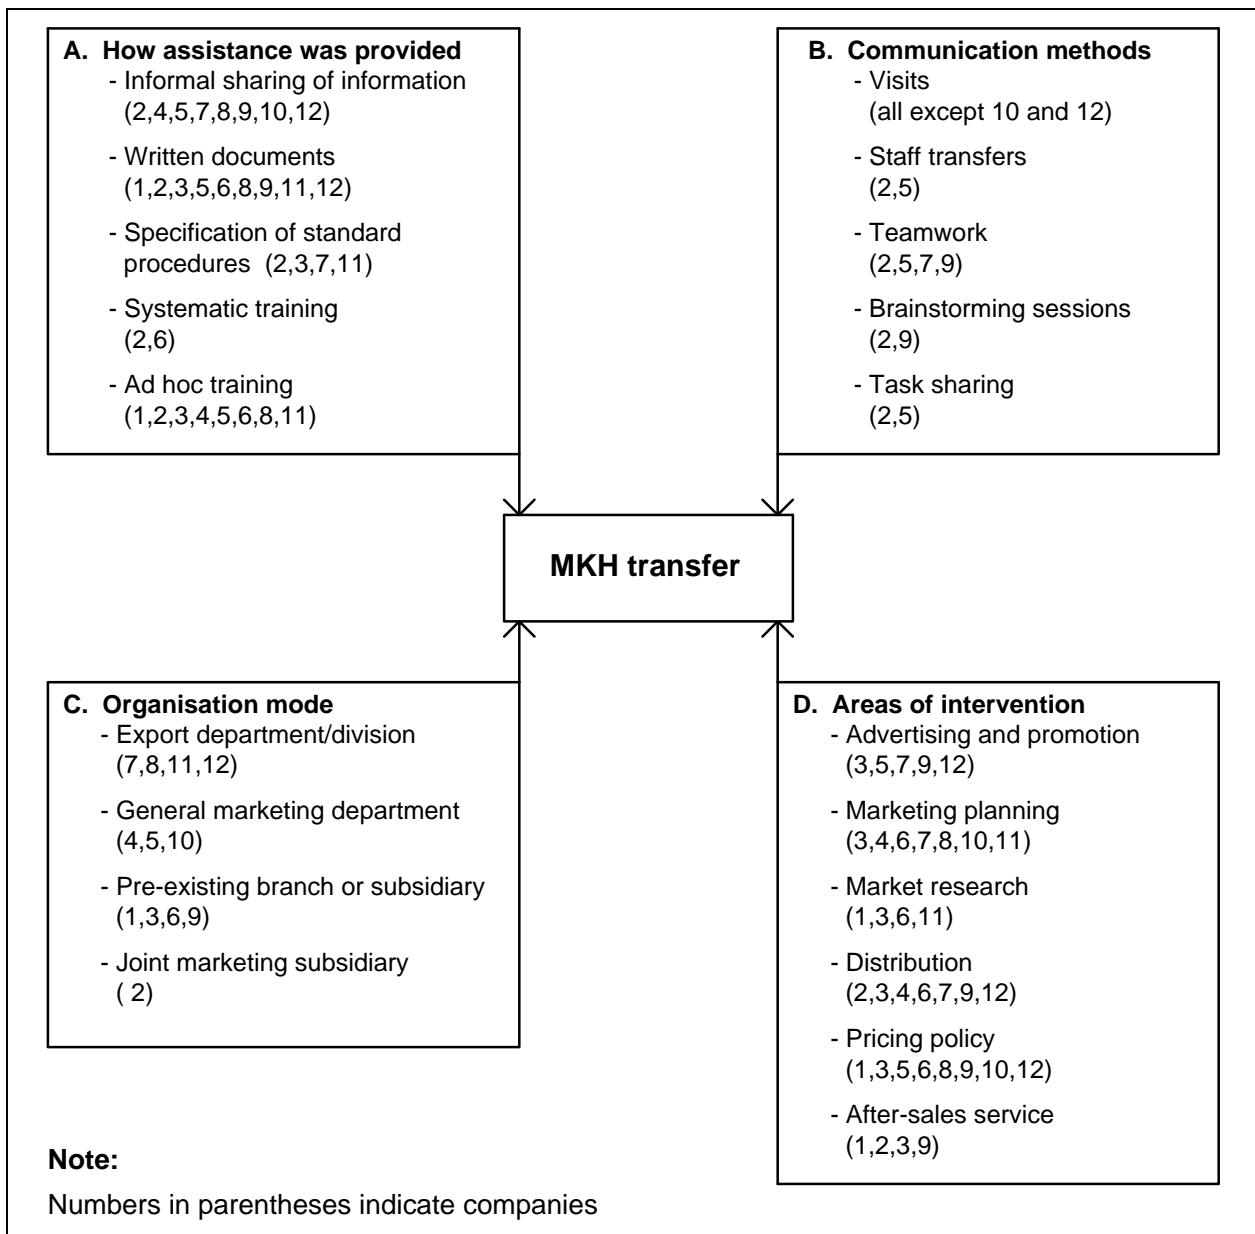 A. How assistance was provided
- Informal sharing of information
(2,4,5,7,8,9,10,12)
- Written documents
(1,2,3,5,6,8,9,11,12)
- Specification of standard
procedures (2,3,7,11)
- Systematic training
(2,6)
- Ad hoc training
(1,2,3,4,5,6,8,11)
B. Communication methods
- Visits
(all except 10 and 12)
- Staff transfers
(2,5)
- Teamwork
(2,5,7,9)
- Brainstorming sessions
(2,9)
- Task sharing
(2,5)
MKH transfer
C. Organisation mode
- Export department/division
(7,8,11,12)
- General marketing department
(4,5,10)
- Pre-existing branch or subsidiary
(1,3,6,9)
- Joint marketing subsidiary
( 2)
D. Areas of intervention
- Advertising and promotion
(3,5,7,9,12)
- Marketing planning
(3,4,6,7,8,10,11)
- Market research
(1,3,6,11)
- Distribution
(2,3,4,6,7,9,12)
- Pricing policy
(1,3,5,6,8,9,10,12)
- After-sales service
(1,2,3,9)
Note:
Numbers in parentheses indicate companies